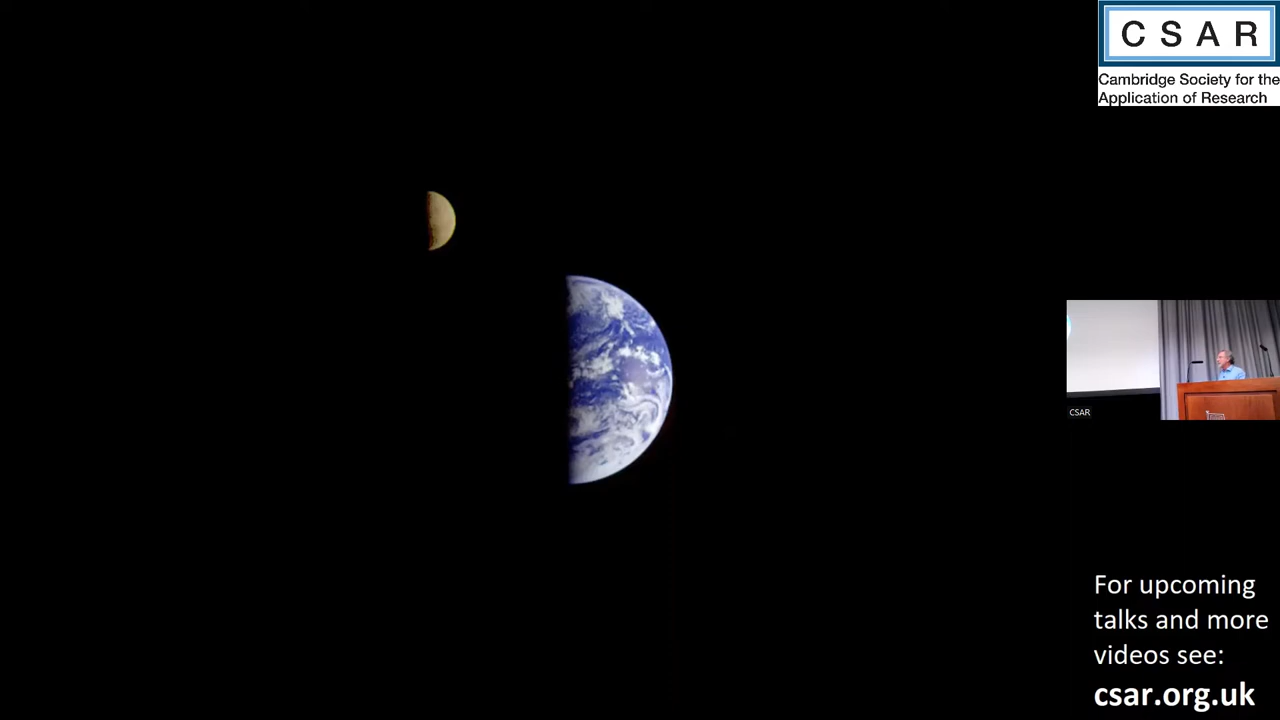 C S A R
Cambridge Society for the
Application of Research
CSAR
For upcoming
talks and more
videos see:
csar.org.uk